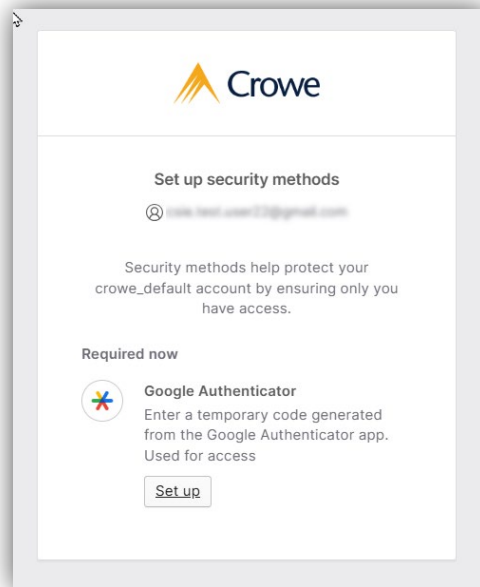 Crowe
Set up security methods
Security methods help protect your
crowe_default account by ensuring only you
have access.
Required now
Google Authenticator
Enter a temporary code generated
from the Google Authenticator app.
Used for access
Set up